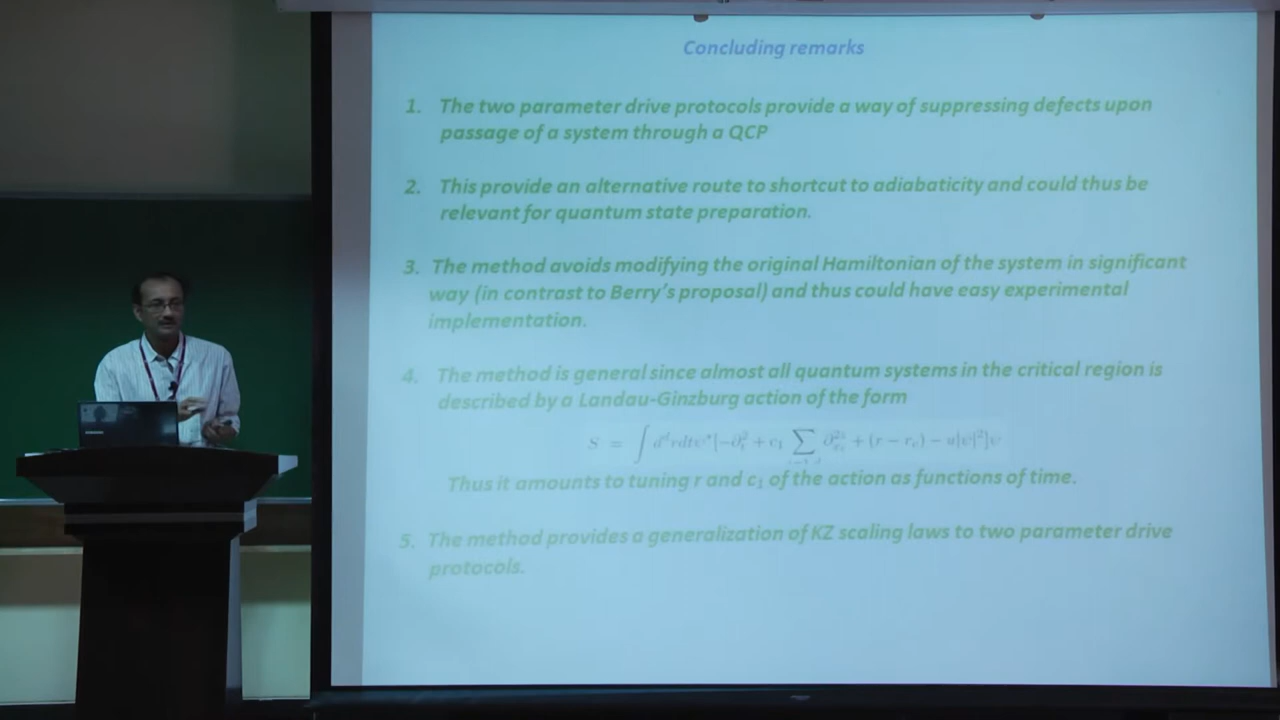 Concluding remarks
1. The two parameter drive protocols provide a way of suppressing defects upon
passage of a system through a QCP
2. This provide an alternative route to shortcut to adiabaticity and could thus be
relevant for quantum state preparation.
3. The method avoids modifying the original Hamiltonian of the system in significant
way (in contrast to Berry's proposal) and thus could have easy experimental
implementation.
4. The method is general since almost all quantum systems in the critical region is
described by a Landau-Ginzburg action of the form
S = ∫
Thus it amounts to tuning r and c₁ of the action as functions of time.
5. The method provides a generalization of KZ scaling laws to two parameter drive
protocols.